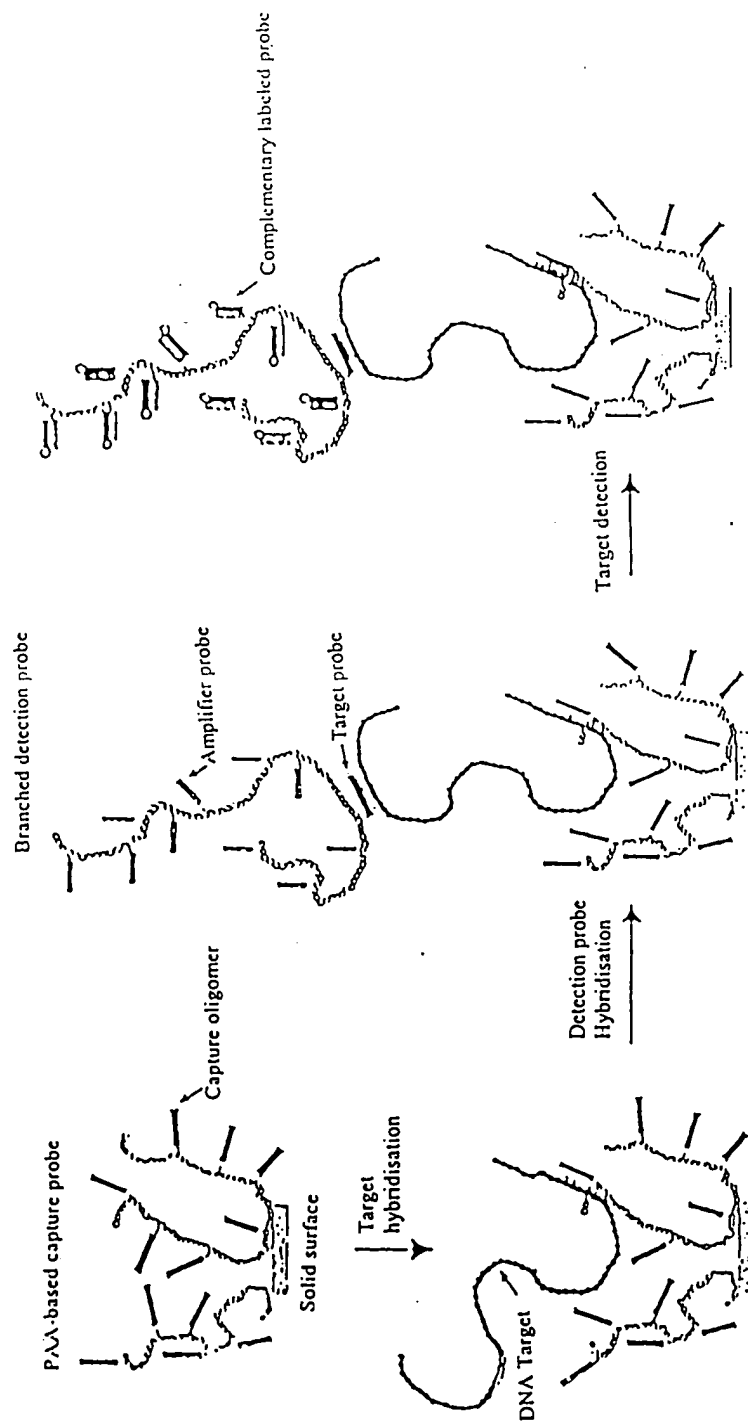 PAA-based capture probe
Capture oligomer
Solid surface
Target
hybridisation
DNA Target
Detection probe
Hybridisation
Branched detection probe
Amplifier probe
Target probe
Target detection
Complementary labeled probe